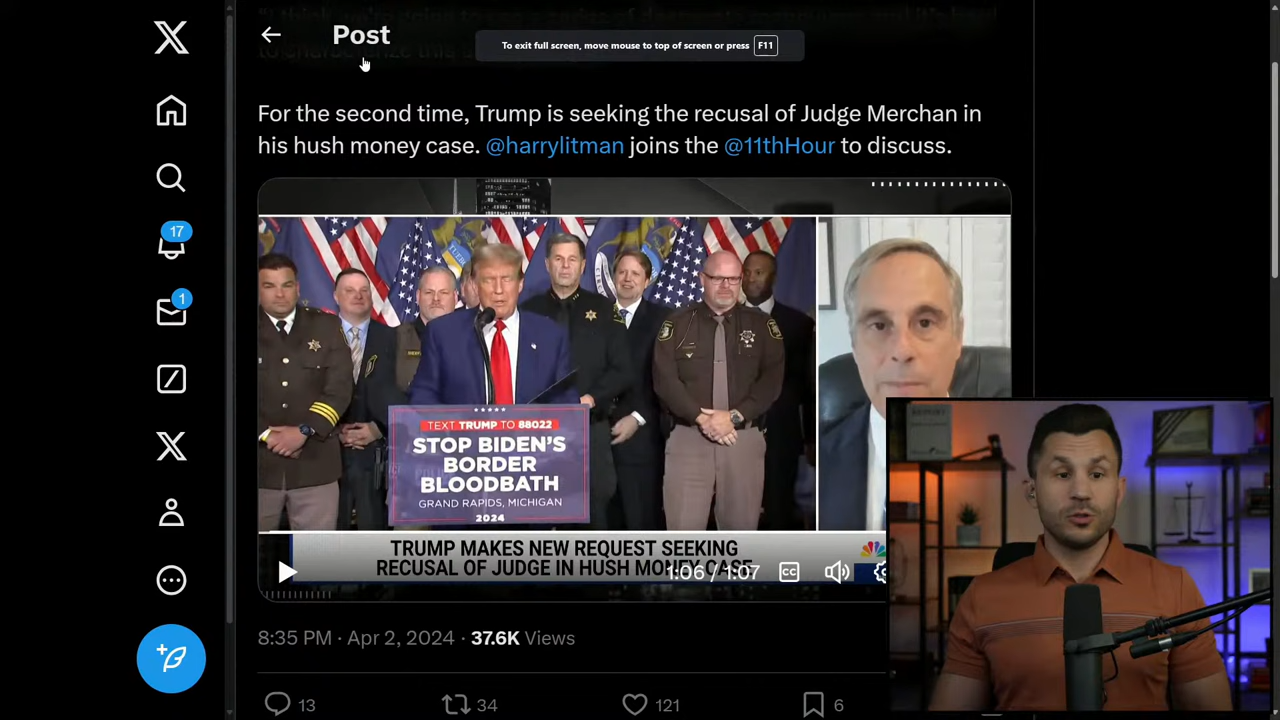 Post
To exit full screen, move mouse to top of screen or press F11
For the second time, Trump is seeking the recusal of Judge Merchan in
his hush money case. @harrylitman joins the @11thHour to discuss.
17
1
TEXT TRUMP TO 88022
STOP BIDEN'S
BORDER
BLOODBATH
GRAND RAPIDS, MICHIGAN
2024
TRUMP MAKES NEW REQUEST SEEKING
RECUSAL OF JUDGE IN HUSH MONEY CASE
1:06 / 1:07
CC
8:35 PM · Apr 2, 2024 · 37.6K Views
13
34
121
6